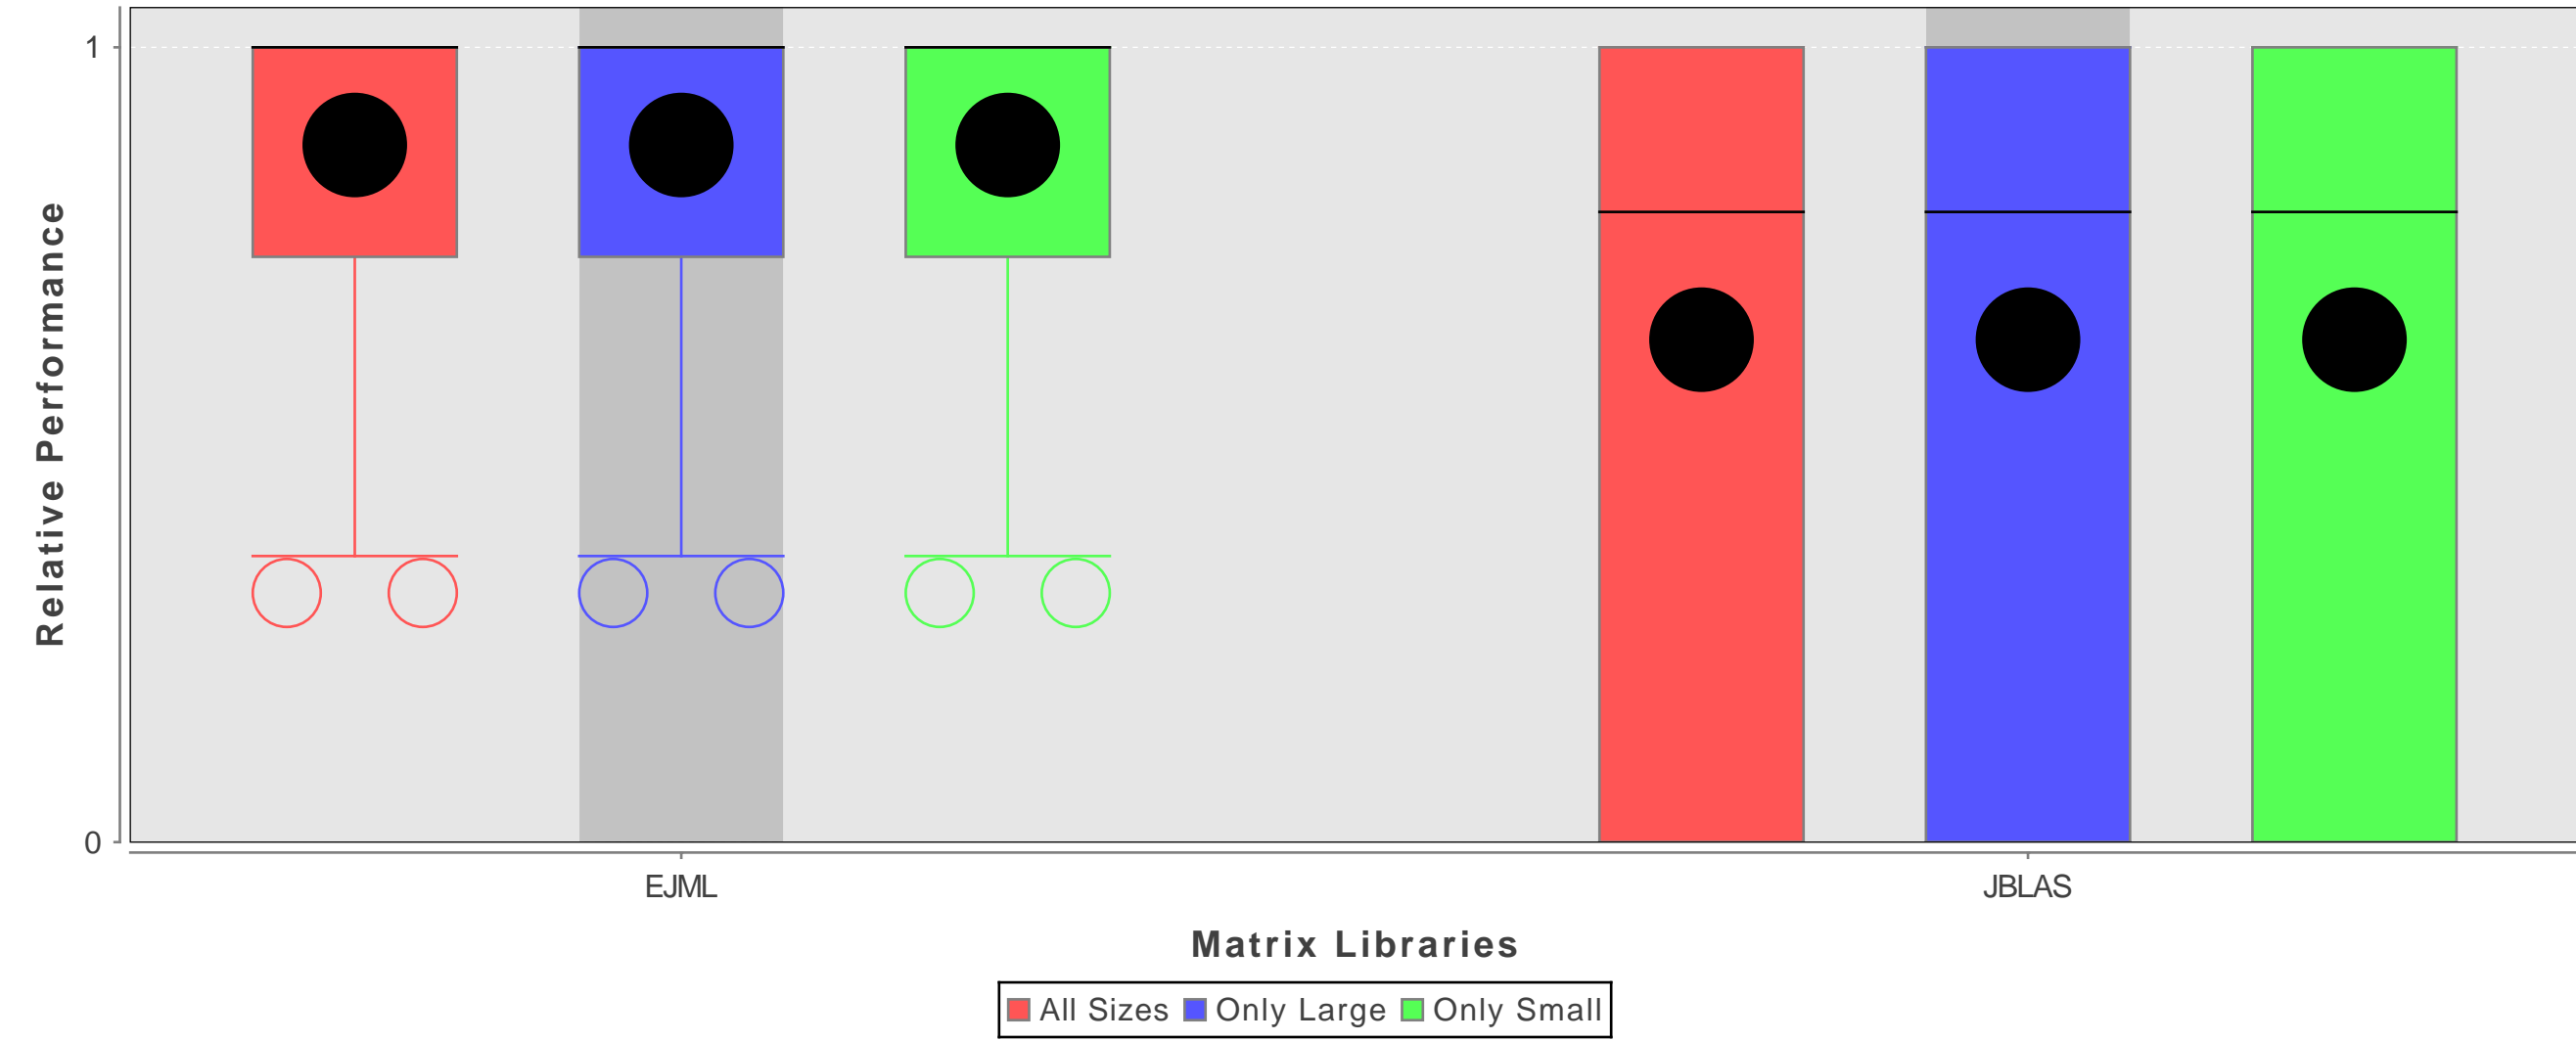 1
Relative Performance
0
EJML
JBLAS
Matrix Libraries
All Sizes Only Large Only Small